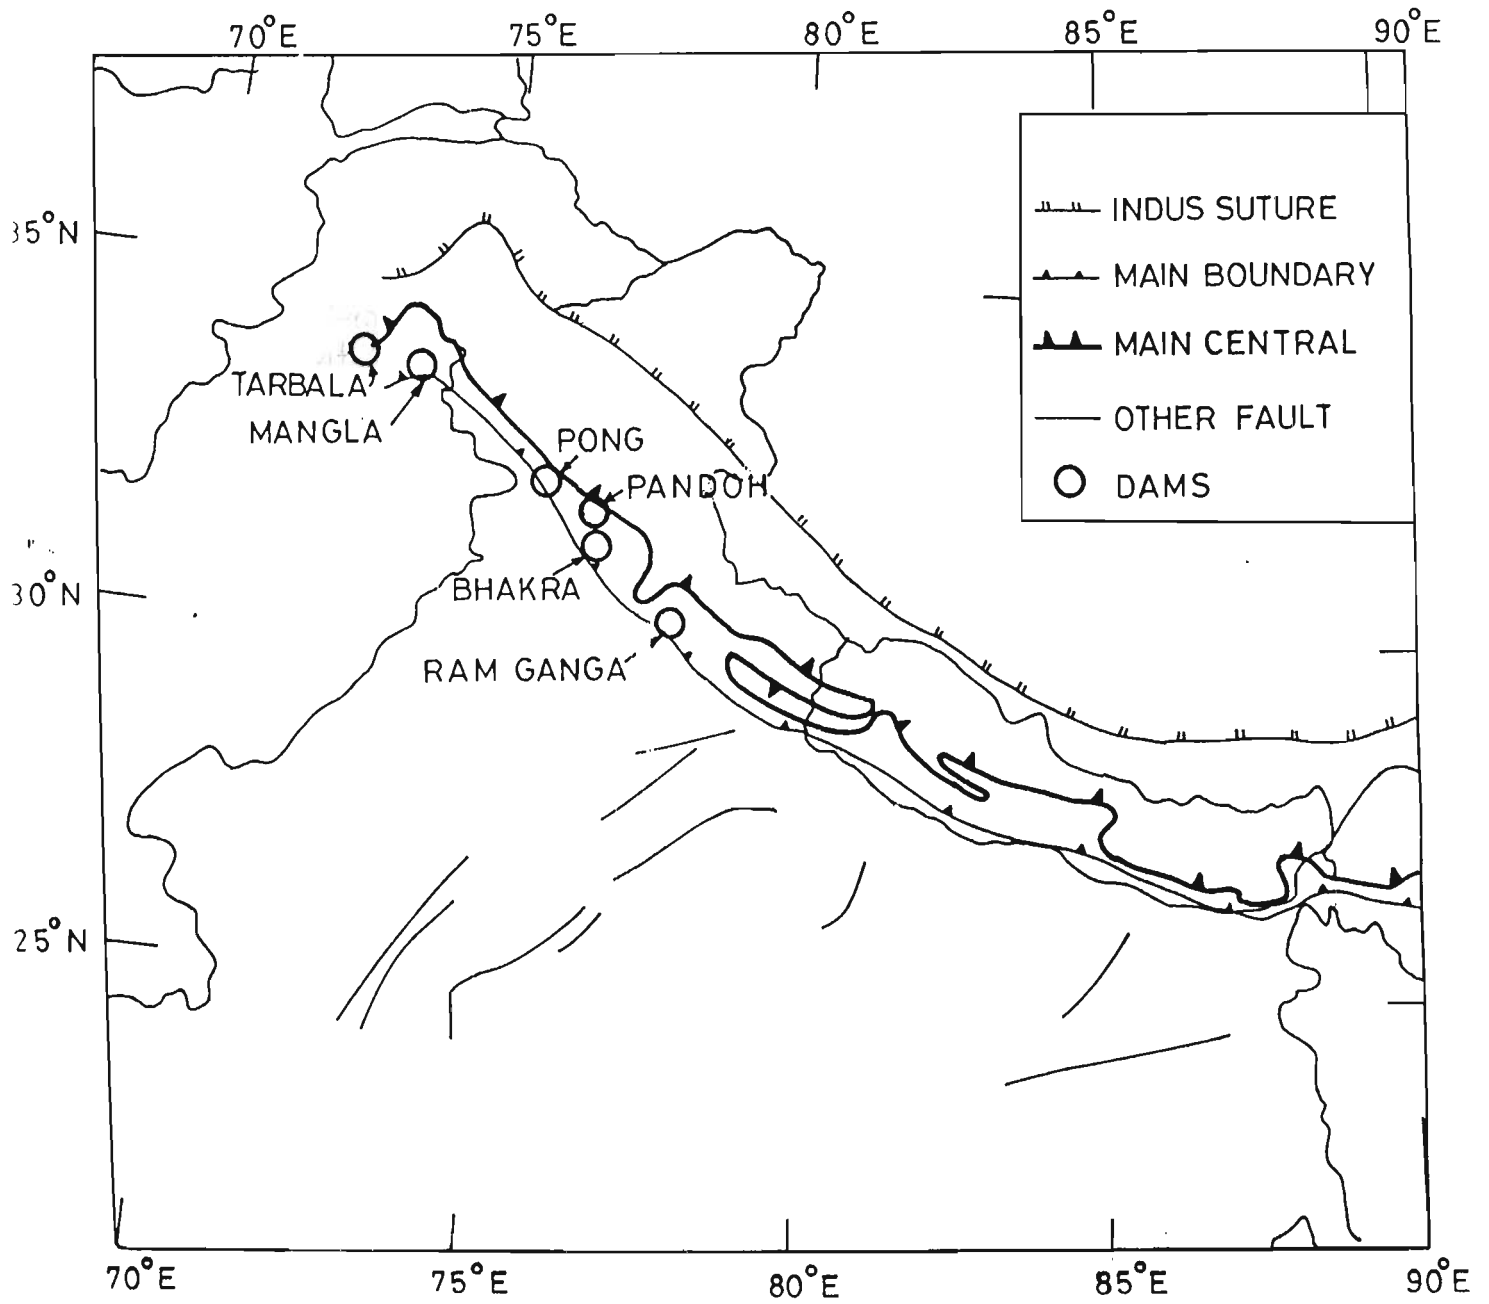 70°E 75°E 80°E 85°E 90°E
35°N
INDUS SUTURE
MAIN BOUNDARY
MAIN CENTRAL
OTHER FAULT
DAMS
TARBALA
MANGLA
PONG
PANDOH
BHAKRA
30°N
RAM GANGA
25°N
70°E 75°E 80°E 85°E 90°E